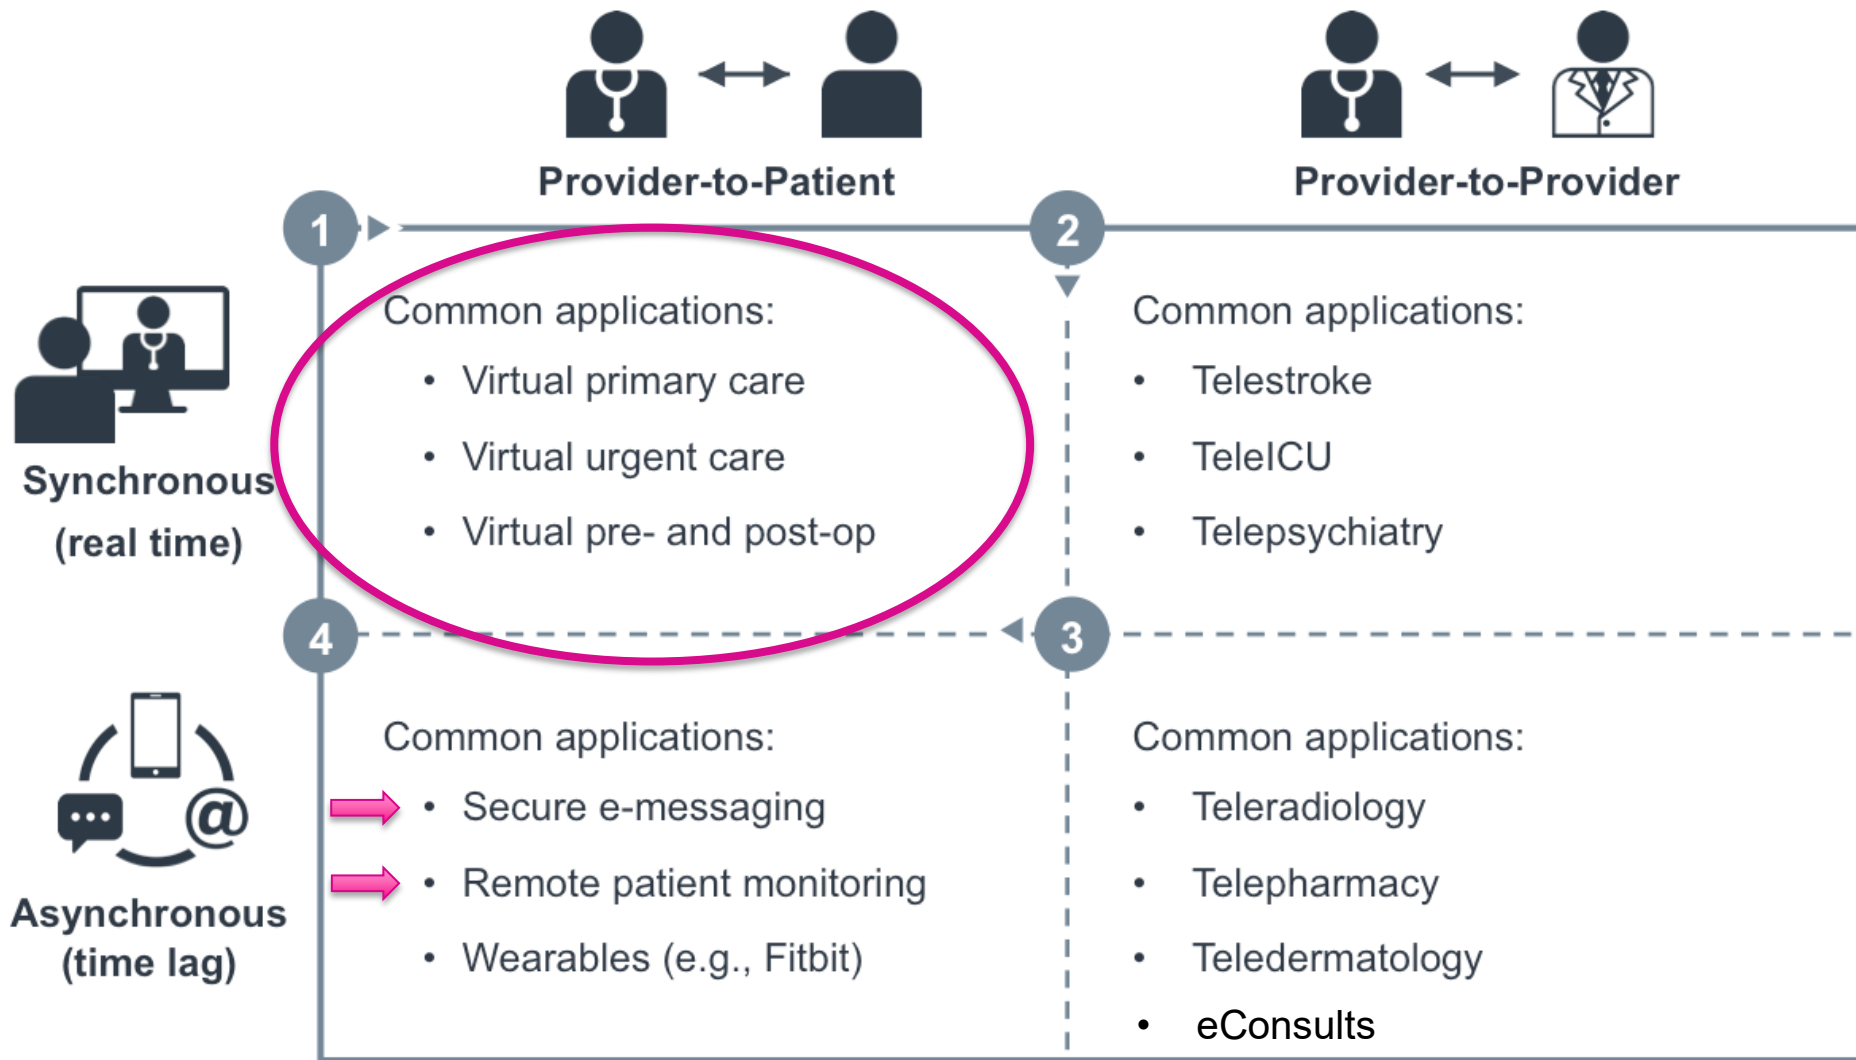 Provider-to-Patient
Provider-to-Provider
1
2
Synchronous
(real time)
Common applications:
• Virtual primary care
• Virtual urgent care
• Virtual pre- and post-op
Common applications:
• Telestroke
• TeleICU
• Telepsychiatry
4
3
@
Asynchronous
(time lag)
Common applications:
• Secure e-messaging
• Remote patient monitoring
• Wearables (e.g., Fitbit)
Common applications:
• Teleradiology
• Telepharmacy
• Teledermatology
• eConsults